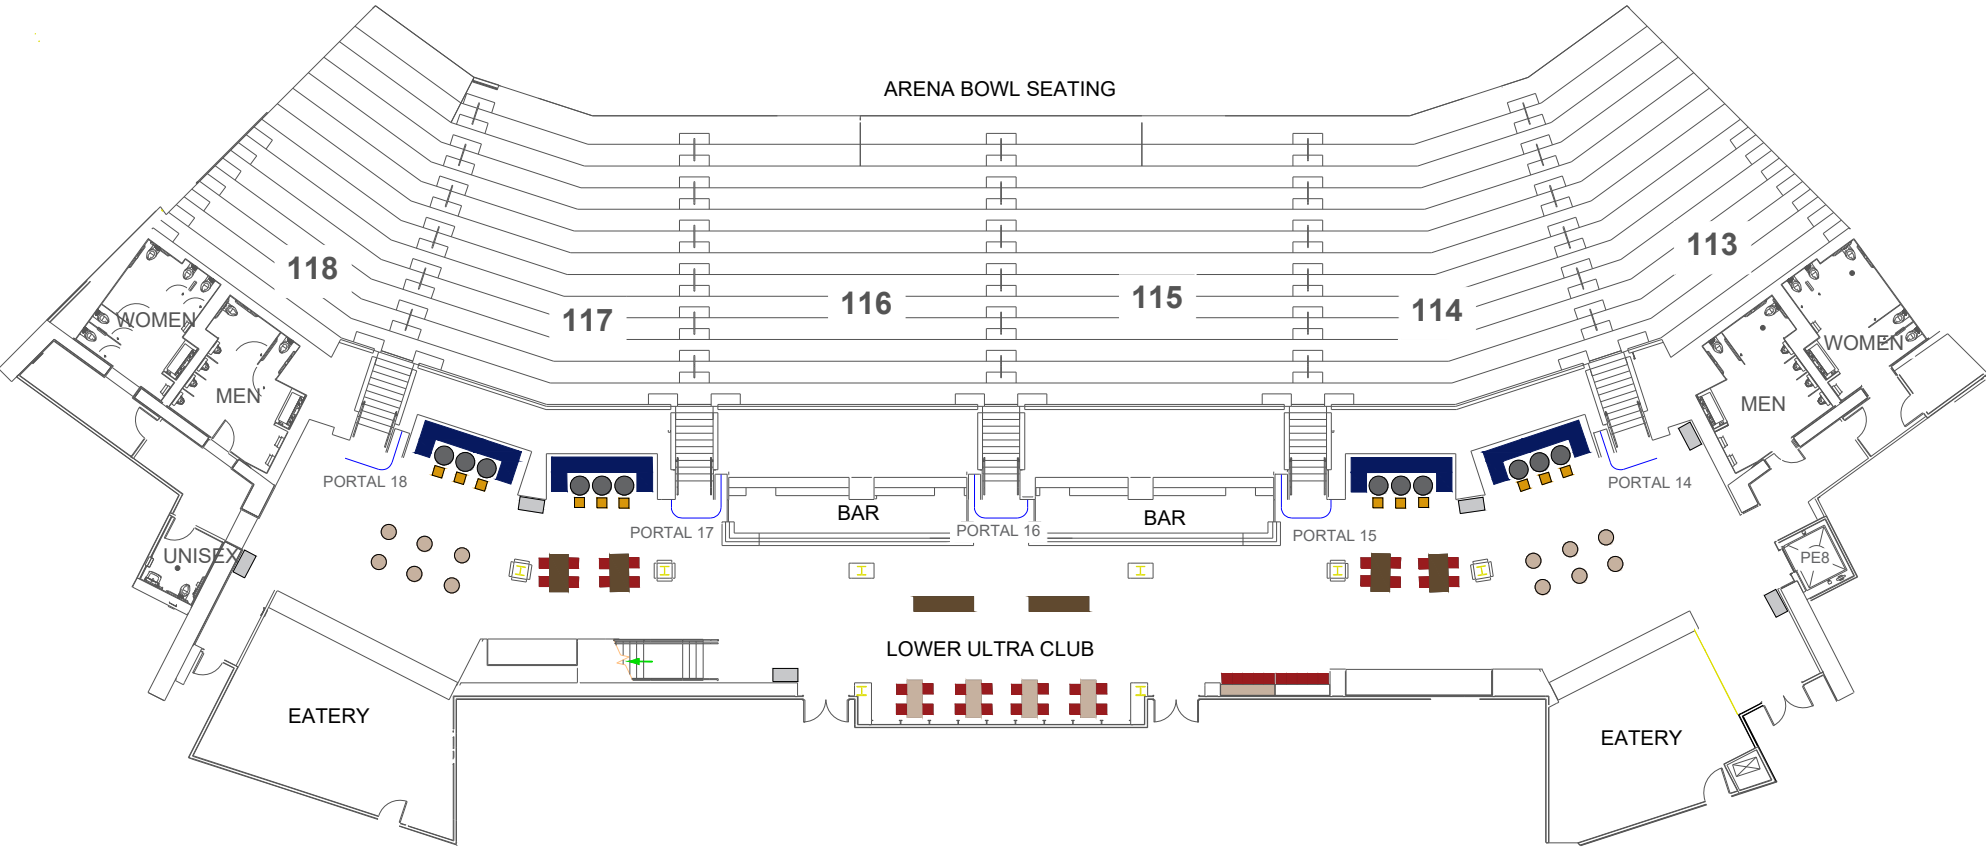 ARENA BOWL SEATING
118
117
116
115
114
113
WOMEN
MEN
WOMEN
MEN
PORTAL 18
PORTAL 17
BAR
PORTAL 16
BAR
PORTAL 15
PORTAL 14
UNISEX
PE8
LOWER ULTRA CLUB
EATERY
EATERY